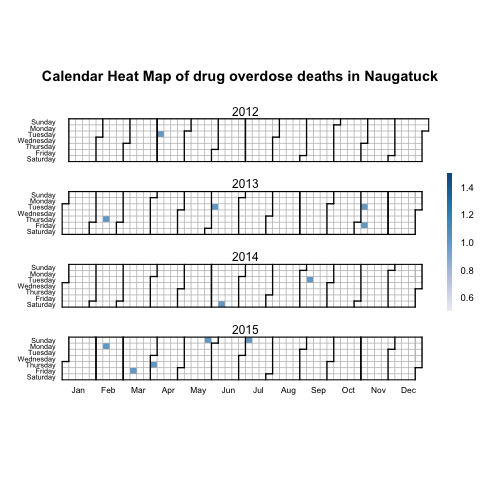 Calendar Heat Map of drug overdose deaths in Naugatuck
2012
Sunday
Monday
Tuesday
Wednesday
Thursday
Friday
Saturday
2013
Sunday
Monday
Tuesday
Wednesday
Thursday
Friday
Saturday
2014
Sunday
Monday
Tuesday
Wednesday
Thursday
Friday
Saturday
2015
Sunday
Monday
Tuesday
Wednesday
Thursday
Friday
Saturday
Jan Feb Mar Apr May Jun Jul Aug Sep Oct Nov Dec
1.4
1.2
1.0
0.8
0.6